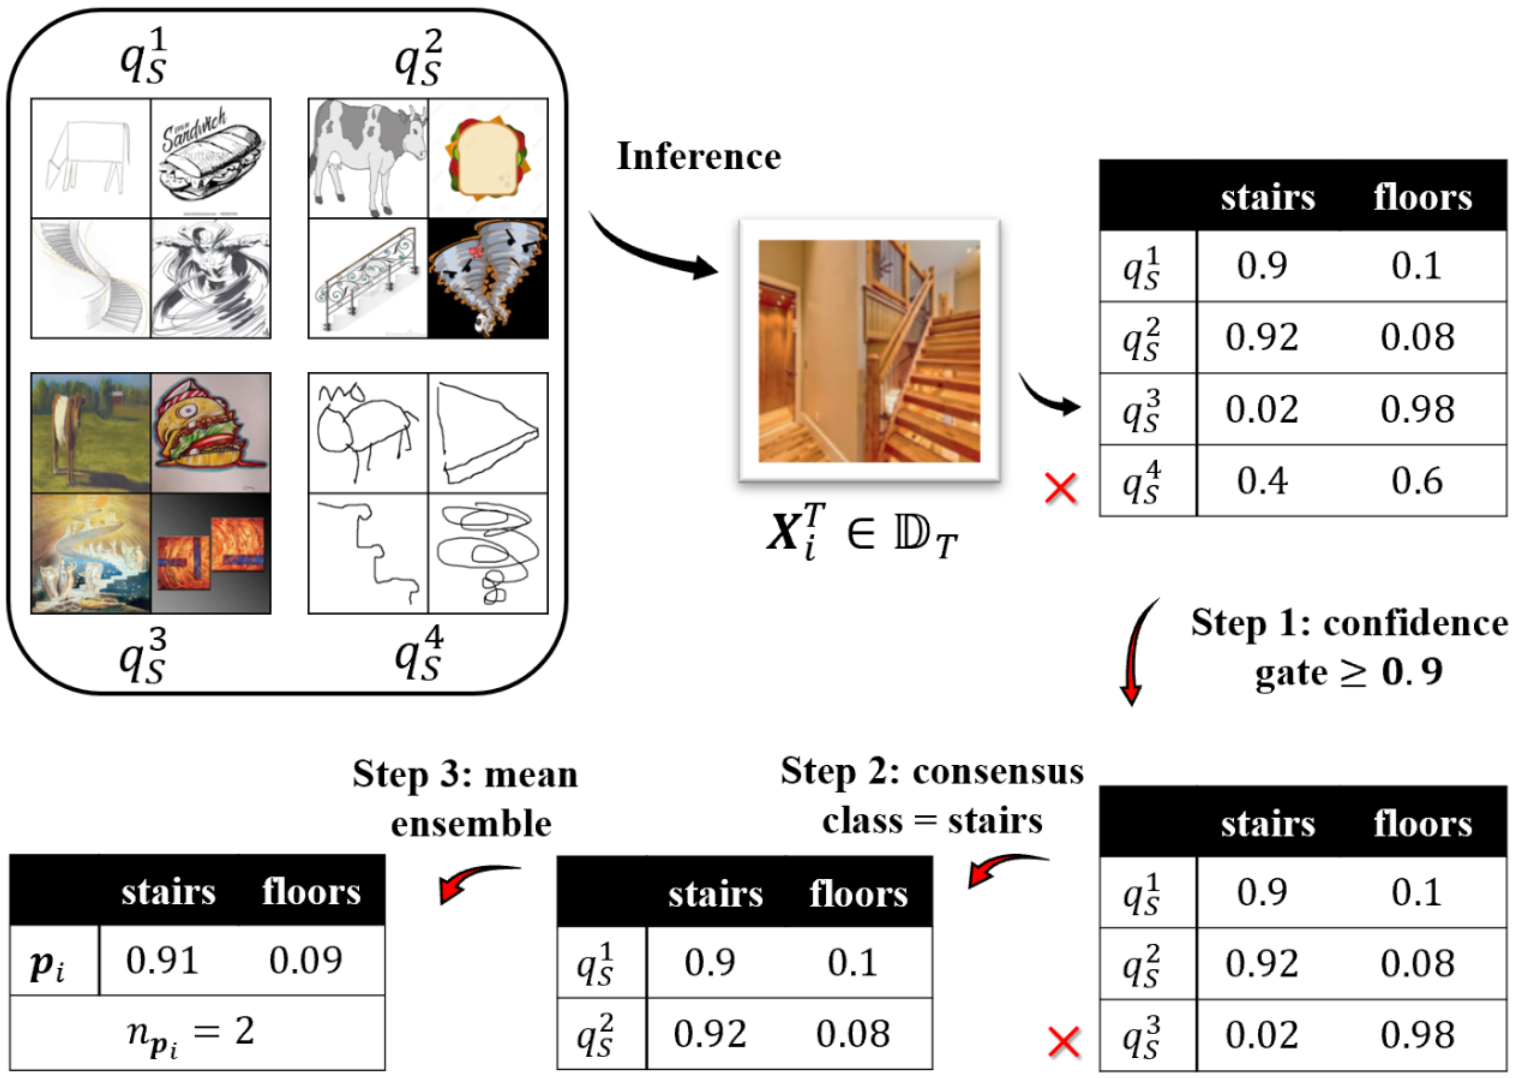 q_S^1 q_S^2
Sandwich
q_S^3 q_S^4
Inference
X_i^T ∈ 𝔻_T
stairs floors
q_S^1 0.9 0.1
q_S^2 0.92 0.08
q_S^3 0.02 0.98
× q_S^4 0.4 0.6
Step 1: confidence
gate ≥ 0.9
stairs floors
q_S^1 0.9 0.1
q_S^2 0.92 0.08
× q_S^3 0.02 0.98
Step 2: consensus
class = stairs
stairs floors
q_S^1 0.9 0.1
q_S^2 0.92 0.08
Step 3: mean
ensemble
stairs floors
p_i 0.91 0.09
n_{p_i} = 2